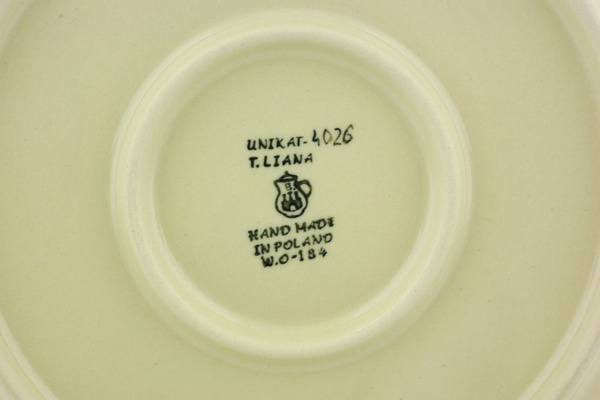 UNIKAT-4026
T.LIANA
HAND MADE
IN POLAND
W.O-184